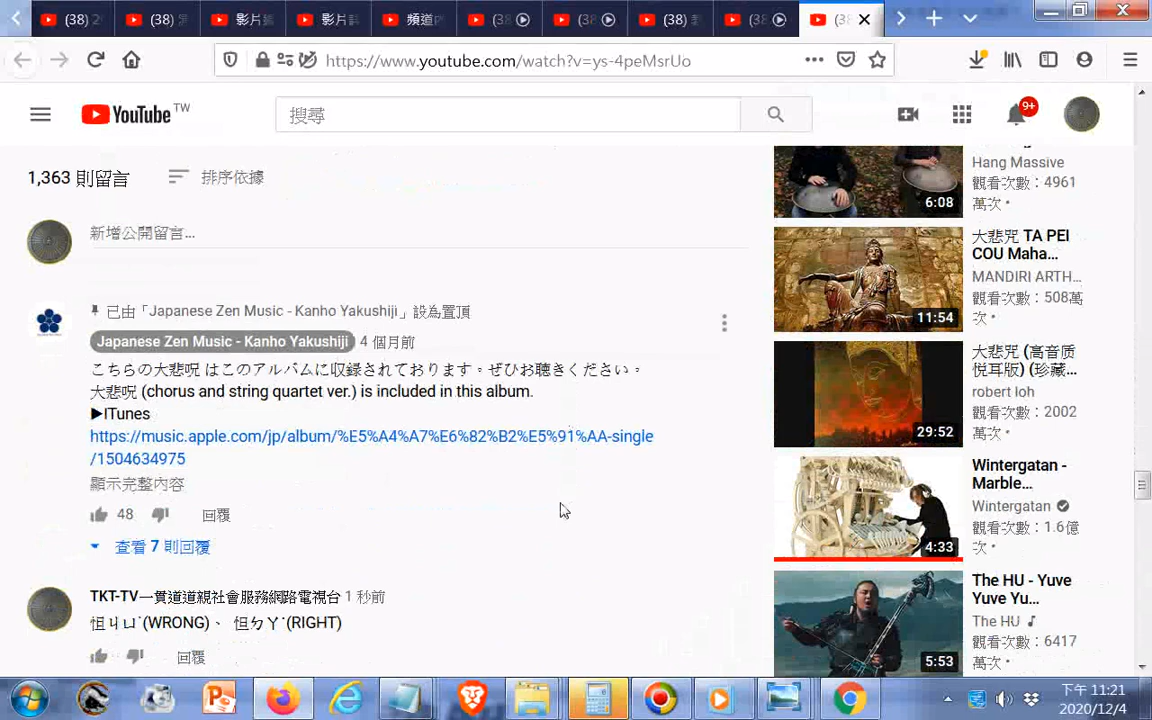 (38) 2
(38)
影片
影片
頻道內
(38
(38
(38)
(38
(38
https://www.youtube.com/watch?v=ys-4peMsrUo
YouTube TW
搜尋
9+
1,363 則留言
排序依據
新增公開留言...
已由「Japanese Zen Music - Kanho Yakushiji」設為置頂
Japanese Zen Music - Kanho Yakushiji 4 個月前
こちらの大悲呪 はこのアルバムに収録されております。ぜひお聴きください。
大悲呪 (chorus and string quartet ver.) is included in this album.
▶ITunes
https://music.apple.com/jp/album/%E5%A4%A7%E6%82%B2%E5%91%AA-single
/1504634975
顯示完整內容
48 回覆
查看 7 則回覆
TKT-TV一貫道道親社會服務網路電視台 1 秒前
怚ㄐㄩˋ(WRONG)、 怛ㄉㄚˊ(RIGHT)
回覆
6:08
Hang Massive
觀看次數：4961
萬次・
11:54
大悲咒 TA PEI
COU Maha...
MANDIRI ARTH...
觀看次數：508萬
次・
29:52
大悲咒 (高音质
悦耳版) (珍藏...
robert loh
觀看次數：2002
萬次・
4:33
Wintergatan -
Marble...
Wintergatan
觀看次數：1.6億
次・
5:53
The HU - Yuve
Yuve Yu...
The HU
觀看次數：6417
萬次・
下午 11:21
2020/12/4